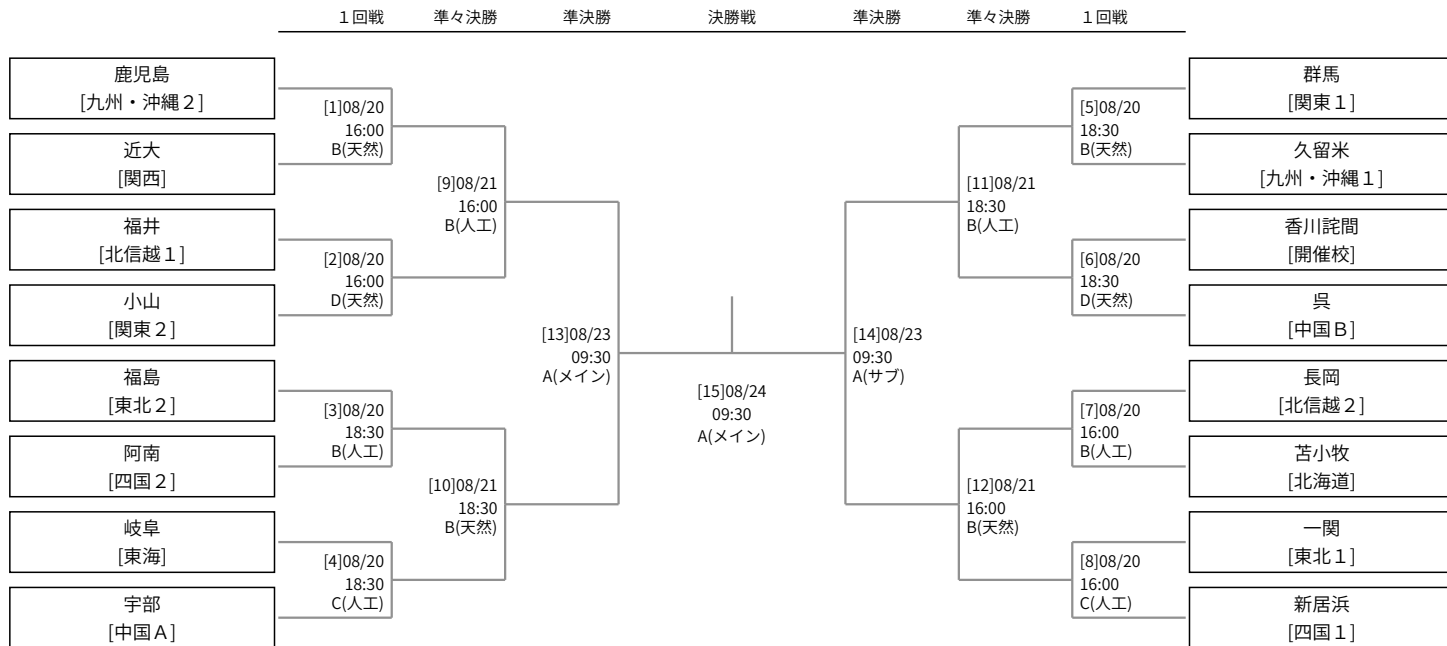 １回戦 準々決勝 準決勝 決勝戦 準決勝 準々決勝 １回戦
鹿児島
[九州・沖縄２]
近大
[関西]
福井
[北信越１]
小山
[関東２]
福島
[東北２]
阿南
[四国２]
岐阜
[東海]
宇部
[中国Ａ]
[1]08/20
16:00
B(天然)
[2]08/20
16:00
D(天然)
[3]08/20
18:30
B(人工)
[4]08/20
18:30
C(人工)
[9]08/21
16:00
B(人工)
[10]08/21
18:30
B(天然)
[13]08/23
09:30
A(メイン)
[15]08/24
09:30
A(メイン)
[14]08/23
09:30
A(サブ)
[11]08/21
18:30
B(人工)
[12]08/21
16:00
B(天然)
[5]08/20
18:30
B(天然)
[6]08/20
18:30
D(天然)
[7]08/20
16:00
B(人工)
[8]08/20
16:00
C(人工)
群馬
[関東１]
久留米
[九州・沖縄１]
香川詫間
[開催校]
呉
[中国Ｂ]
長岡
[北信越２]
苫小牧
[北海道]
一関
[東北１]
新居浜
[四国１]